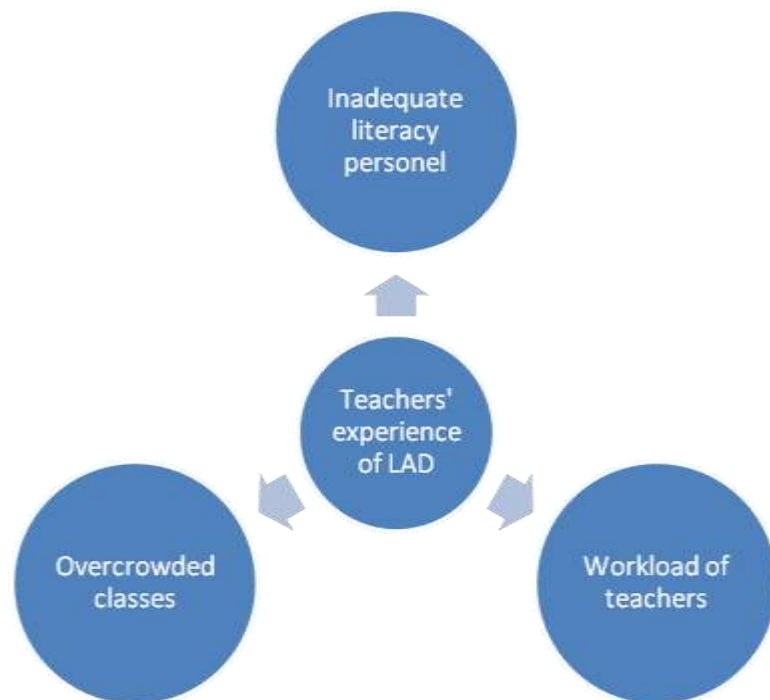 Inadequate
literacy
personel
Teachers'
experience
of LAD
Overcrowded
classes
Workload of
teachers